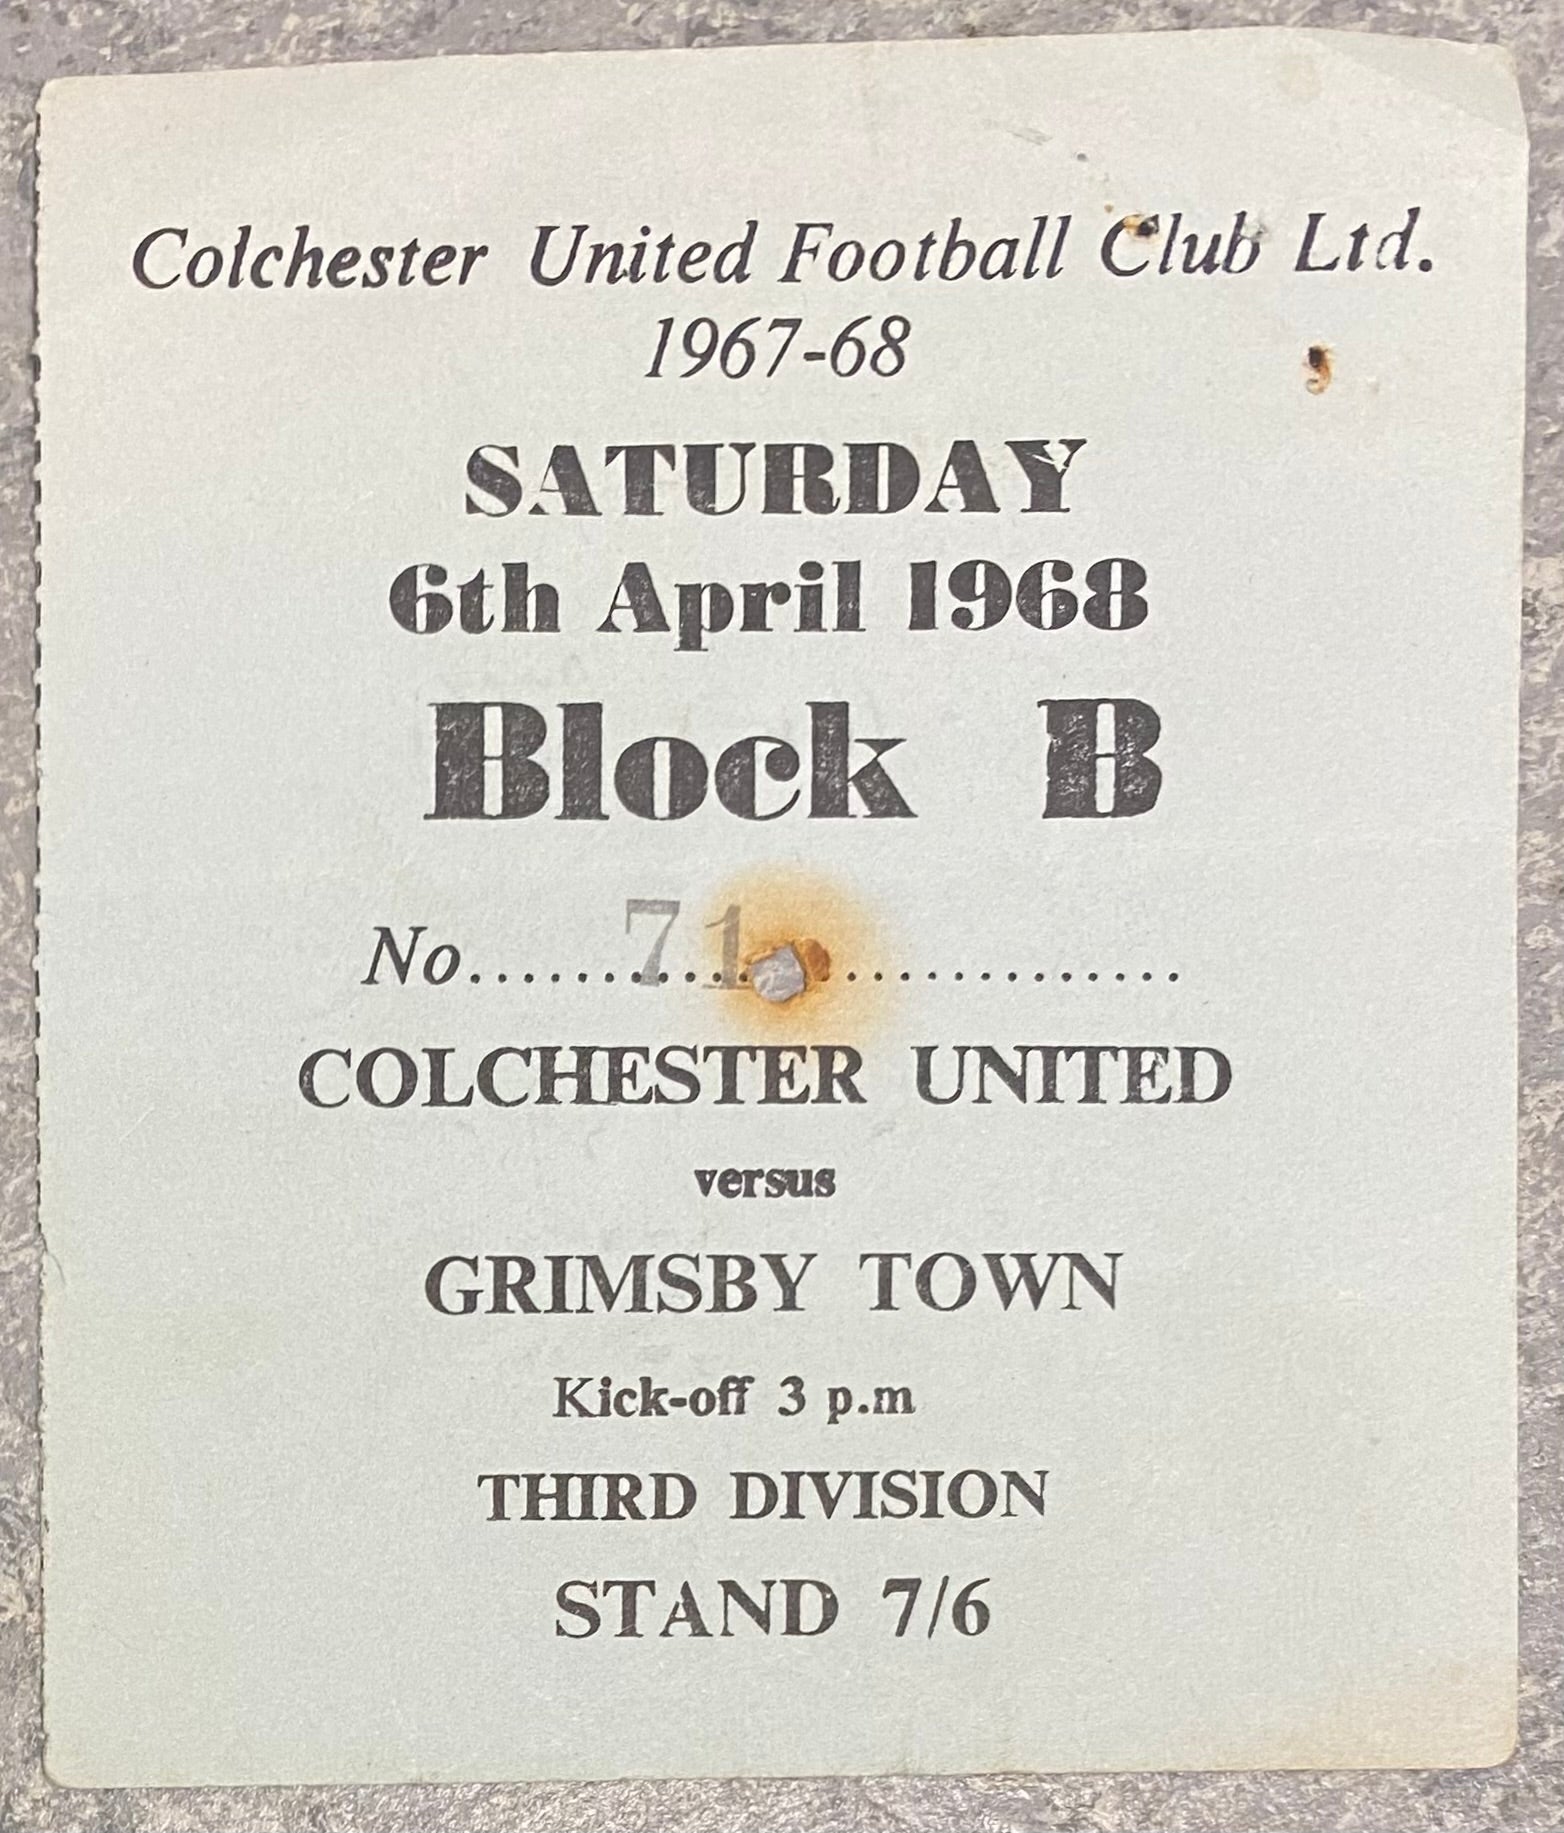 Colchester United Football Club Ltd.
1967-68
SATURDAY
6th April 1968
Block B
No......71..................
COLCHESTER UNITED
versus
GRIMSBY TOWN
Kick-off 3 p.m
THIRD DIVISION
STAND 7/6